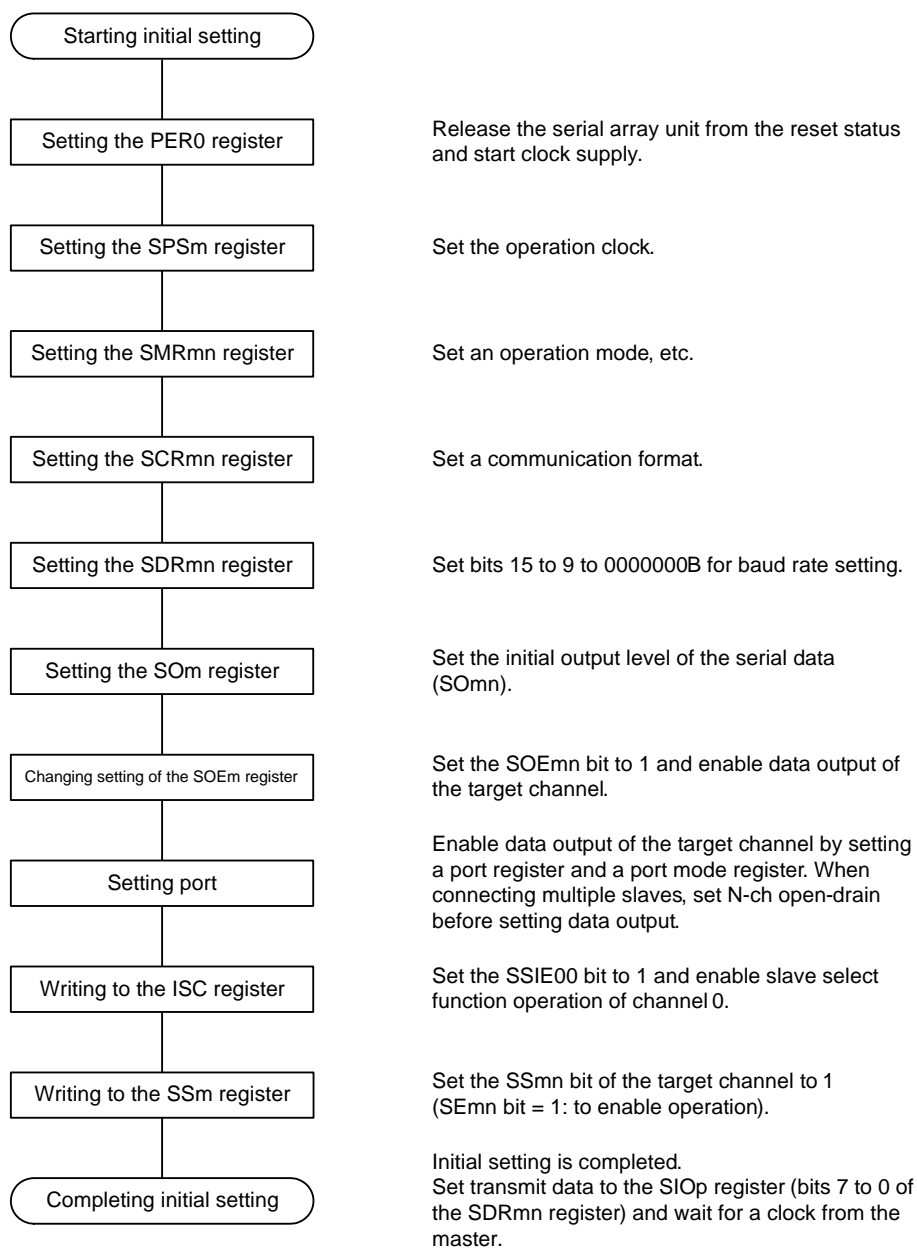 Starting initial setting
Setting the PER0 register
Release the serial array unit from the reset status
and start clock supply.
Setting the SPSm register
Set the operation clock.
Setting the SMRmn register
Set an operation mode, etc.
Setting the SCRmn register
Set a communication format.
Setting the SDRmn register
Set bits 15 to 9 to 0000000B for baud rate setting.
Setting the SOm register
Set the initial output level of the serial data
(SOmn).
Changing setting of the SOEm register
Set the SOEmn bit to 1 and enable data output of
the target channel.
Setting port
Enable data output of the target channel by setting
a port register and a port mode register. When
connecting multiple slaves, set N-ch open-drain
before setting data output.
Writing to the ISC register
Set the SSIE00 bit to 1 and enable slave select
function operation of channel 0.
Writing to the SSm register
Set the SSmn bit of the target channel to 1
(SEmn bit = 1: to enable operation).
Completing initial setting
Initial setting is completed.
Set transmit data to the SIOp register (bits 7 to 0 of
the SDRmn register) and wait for a clock from the
master.